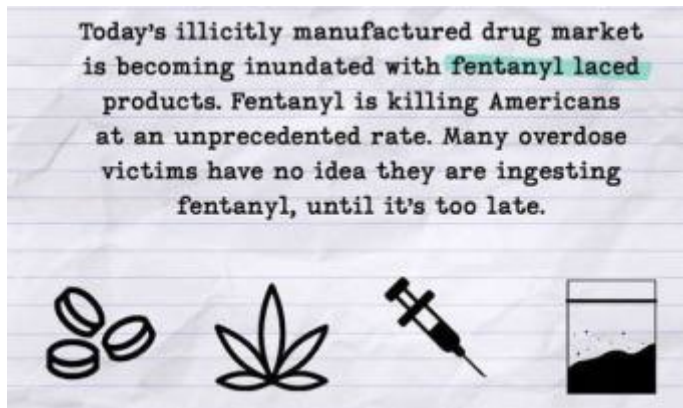 Today's illicitly manufactured drug market
is becoming inundated with fentanyl laced
products. Fentanyl is killing Americans
at an unprecedented rate. Many overdose
victims have no idea they are ingesting
fentanyl, until it's too late.